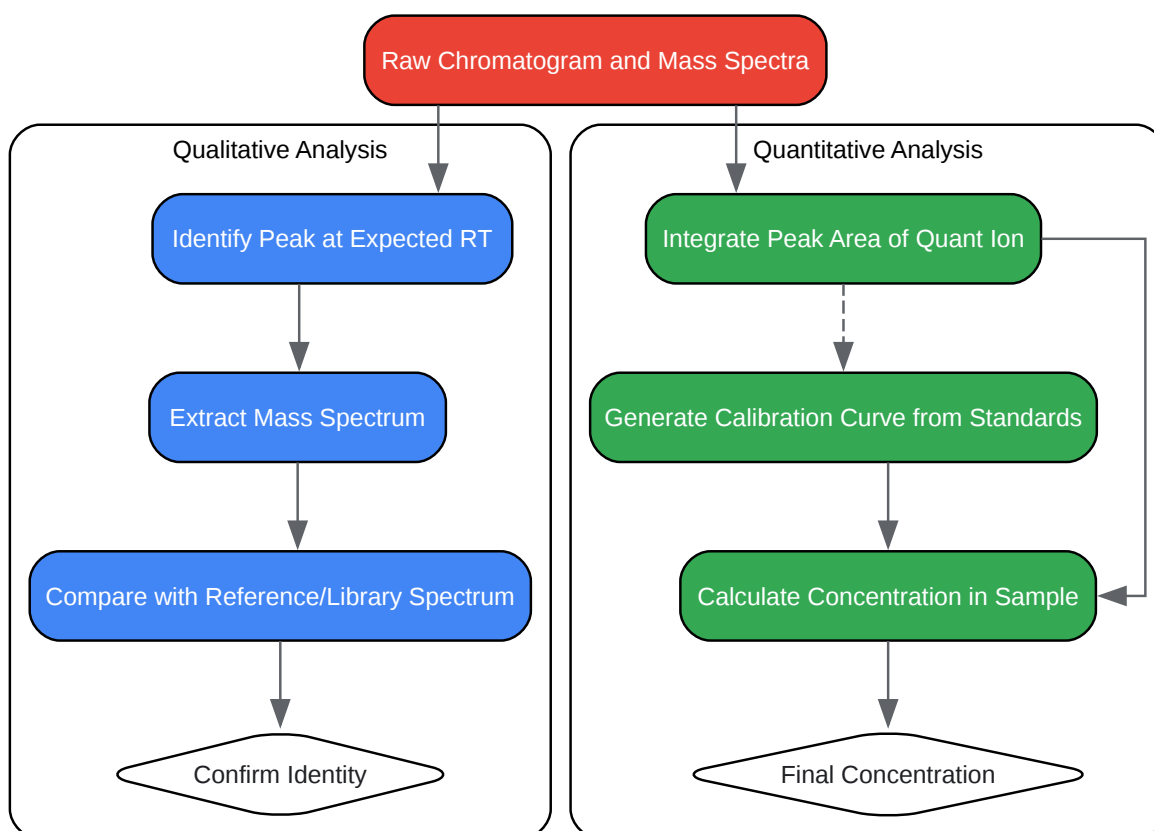 Raw Chromatogram and Mass Spectra
Qualitative Analysis
Identify Peak at Expected RT
Extract Mass Spectrum
Compare with Reference/Library Spectrum
Confirm Identity
Quantitative Analysis
Integrate Peak Area of Quant Ion
Generate Calibration Curve from Standards
Calculate Concentration in Sample
Final Concentration